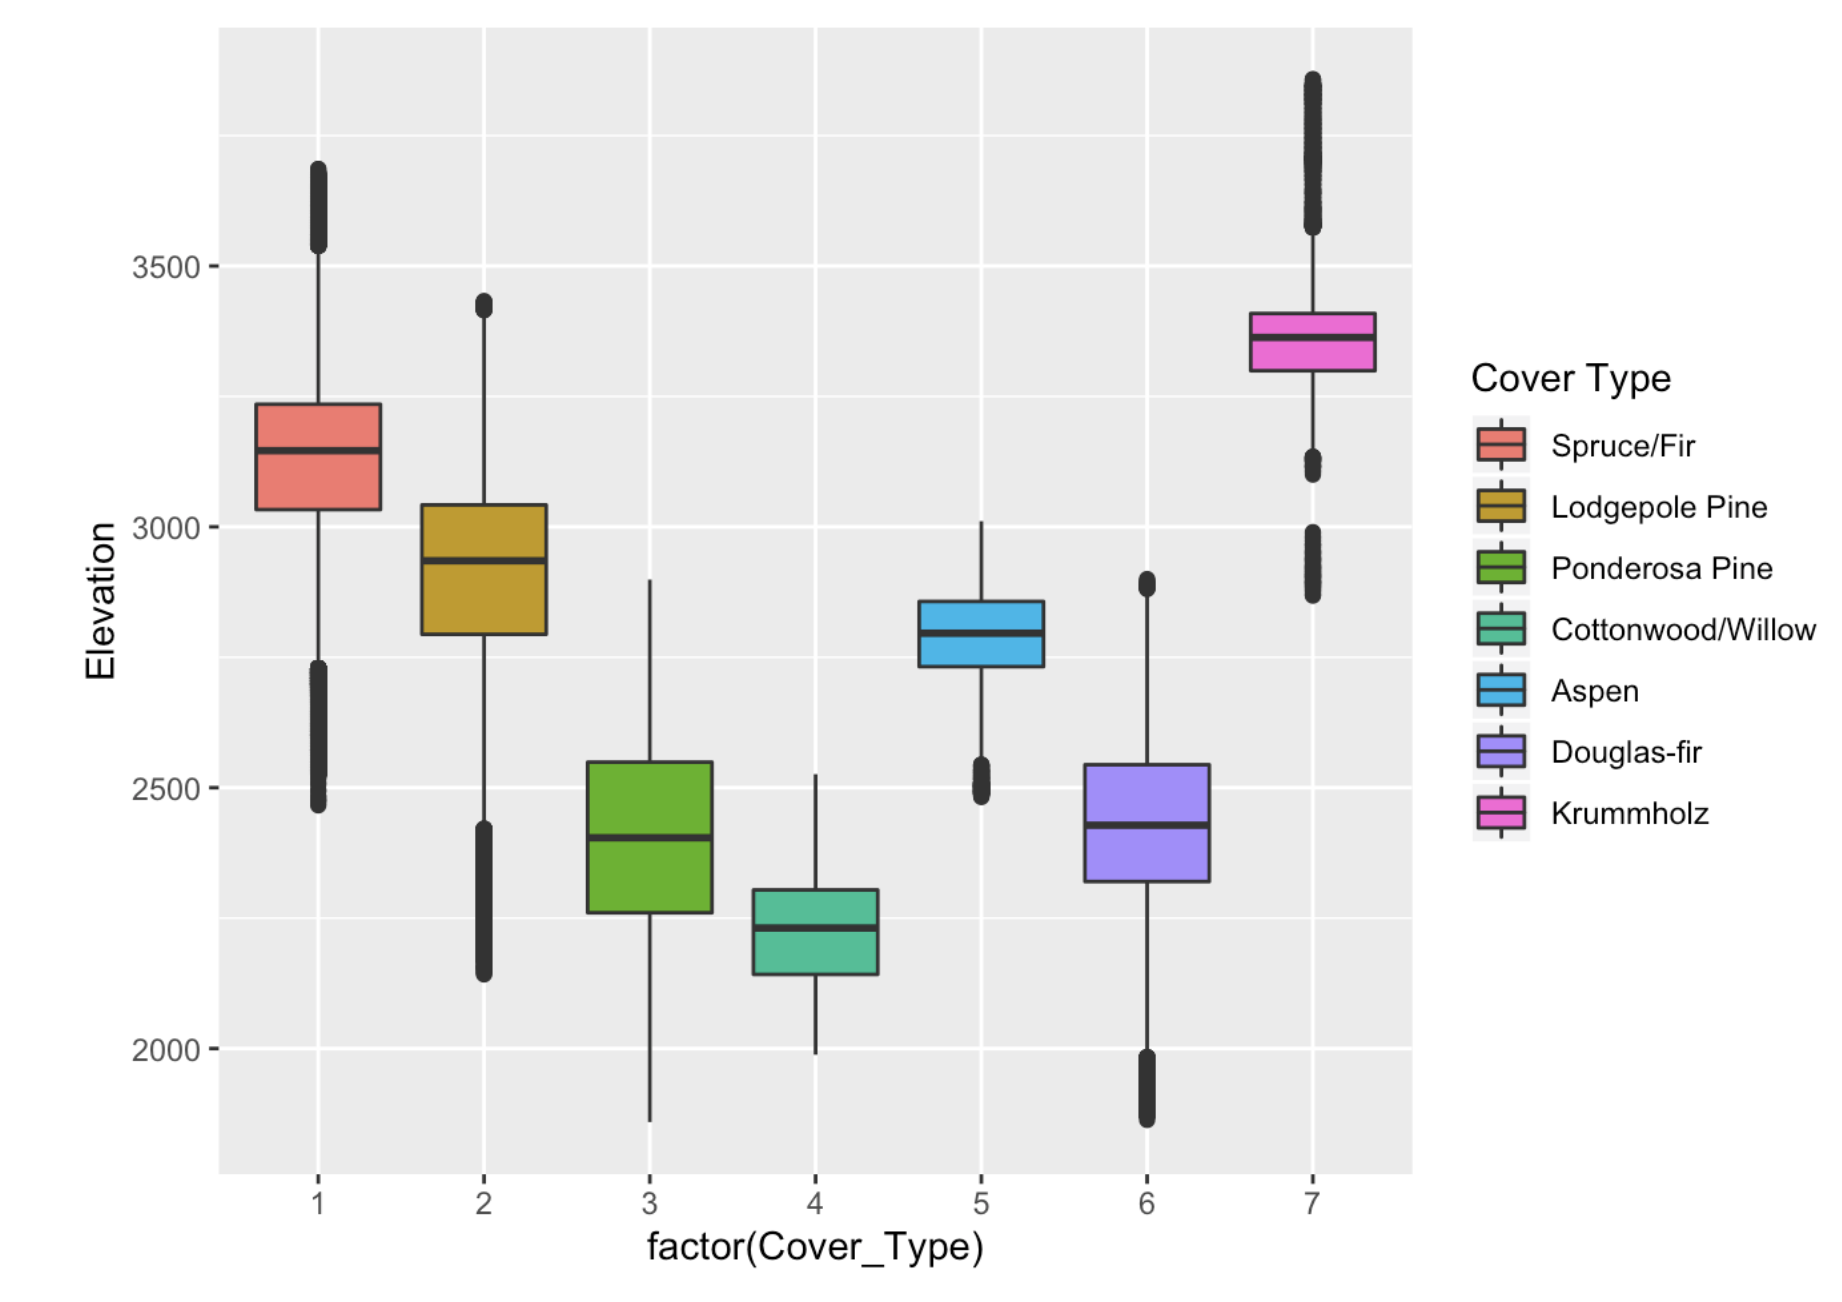 3500
3000
2500
2000
Elevation
1
2
3
4
5
6
7
factor(Cover_Type)
Cover Type
Spruce/Fir
Lodgepole Pine
Ponderosa Pine
Cottonwood/Willow
Aspen
Douglas-fir
Krummholz